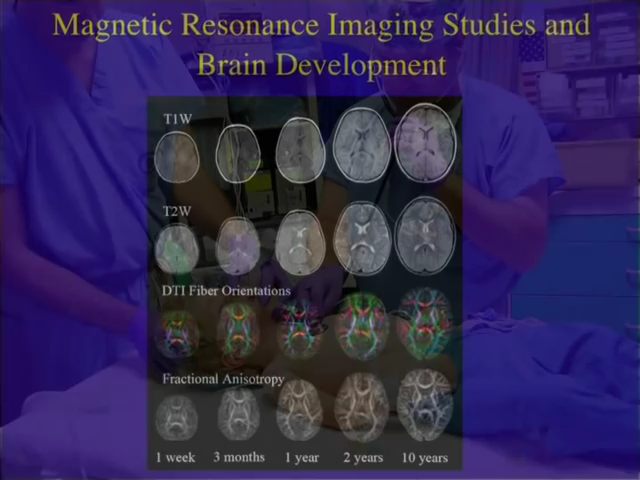 Magnetic Resonance Imaging Studies and
Brain Development
T1W
T2W
DTI Fiber Orientations
Fractional Anisotropy
1 week 3 months 1 year 2 years 10 years